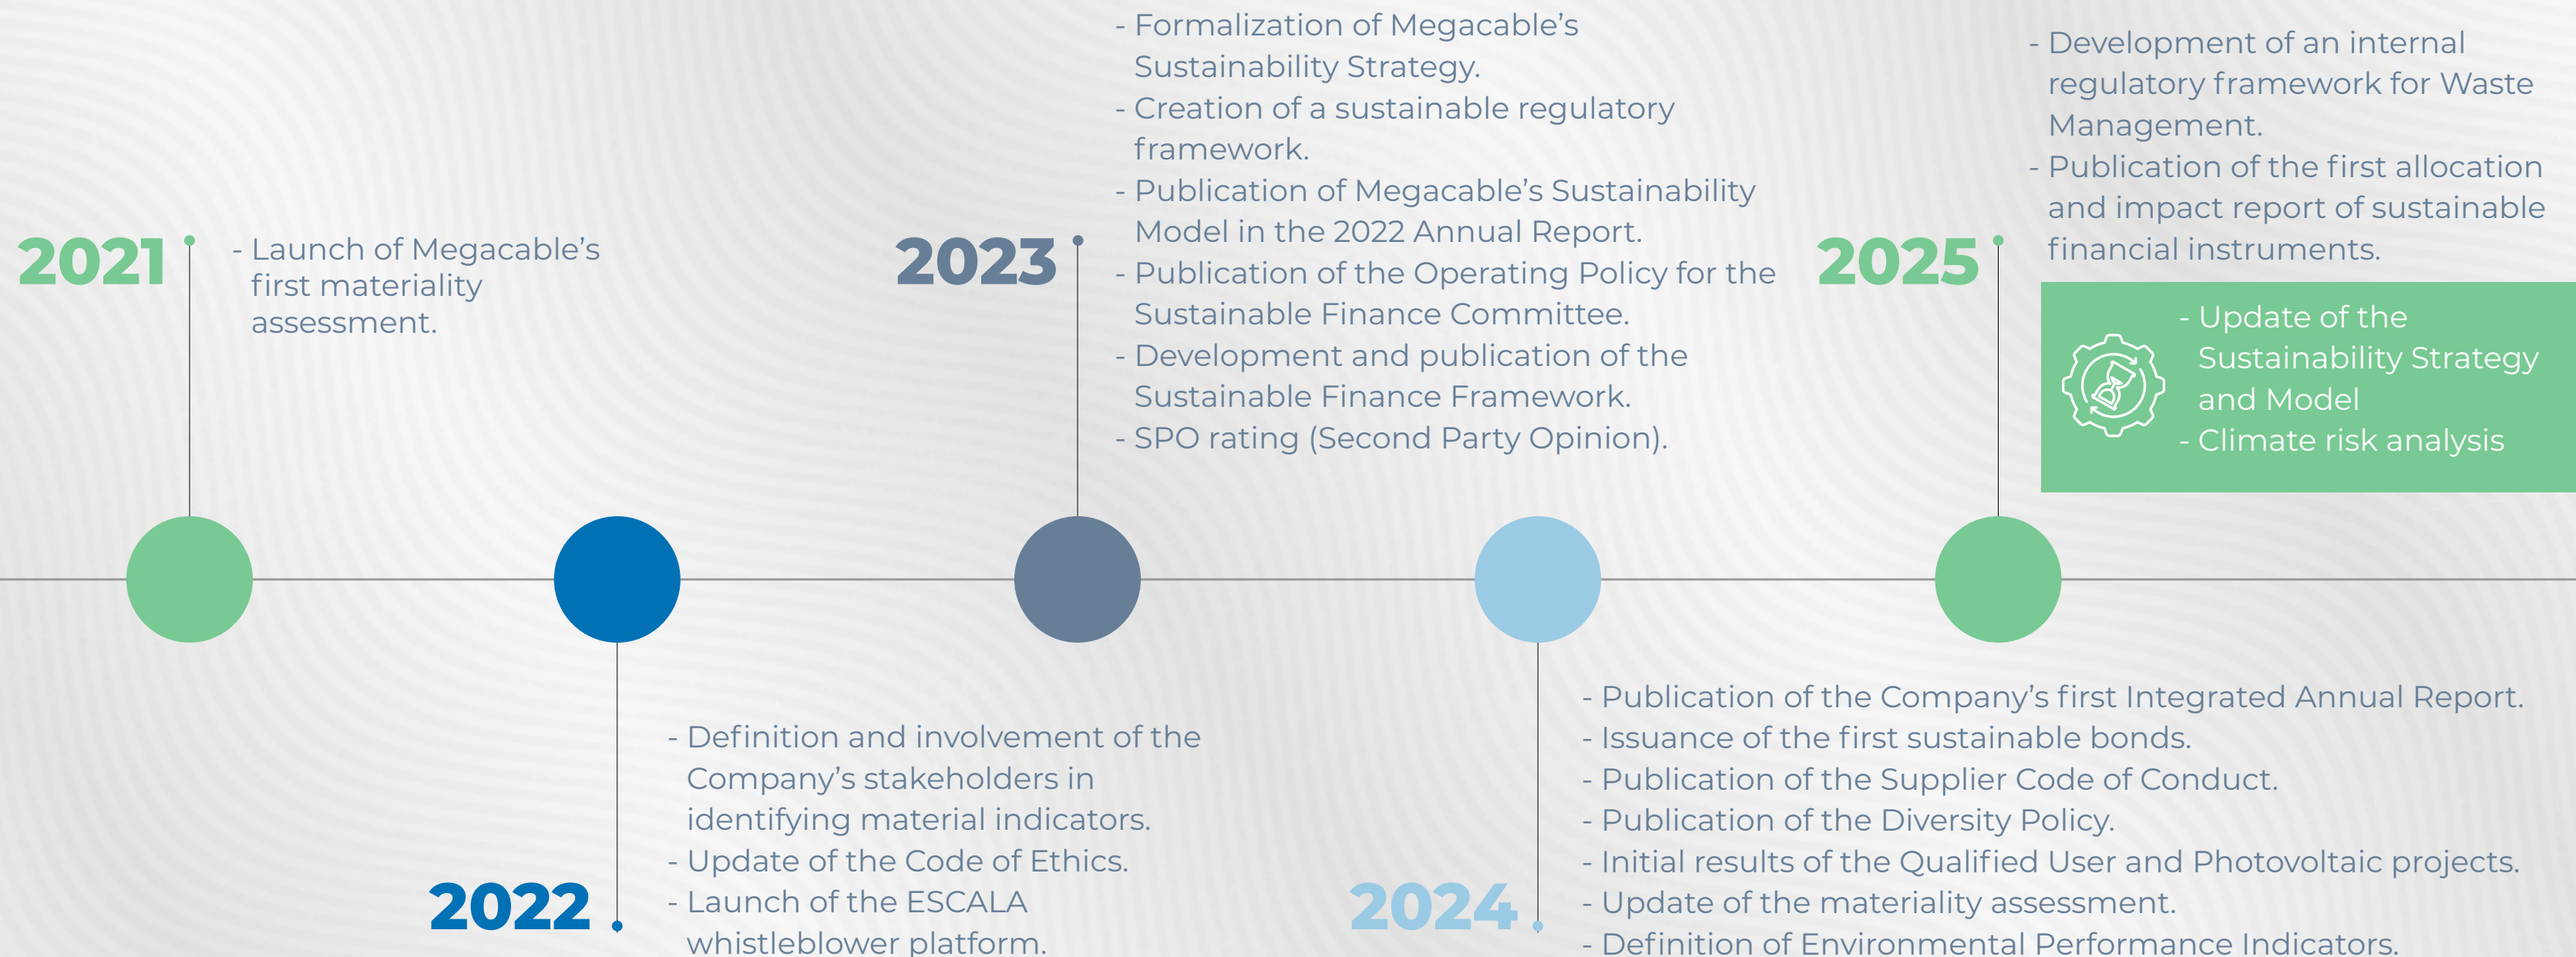 2021
- Launch of Megacable’s
first materiality
assessment.
2022
- Definition and involvement of the
Company’s stakeholders in
identifying material indicators.
- Update of the Code of Ethics.
- Launch of the ESCALA
whistleblower platform.
2023
- Formalization of Megacable’s
Sustainability Strategy.
- Creation of a sustainable regulatory
framework.
- Publication of Megacable’s Sustainability
Model in the 2022 Annual Report.
- Publication of the Operating Policy for the
Sustainable Finance Committee.
- Development and publication of the
Sustainable Finance Framework.
- SPO rating (Second Party Opinion).
2024
- Publication of the Company’s first Integrated Annual Report.
- Issuance of the first sustainable bonds.
- Publication of the Supplier Code of Conduct.
- Publication of the Diversity Policy.
- Initial results of the Qualified User and Photovoltaic projects.
- Update of the materiality assessment.
- Definition of Environmental Performance Indicators.
2025
- Development of an internal
regulatory framework for Waste
Management.
- Publication of the first allocation
and impact report of sustainable
financial instruments.
- Update of the
Sustainability Strategy
and Model
- Climate risk analysis